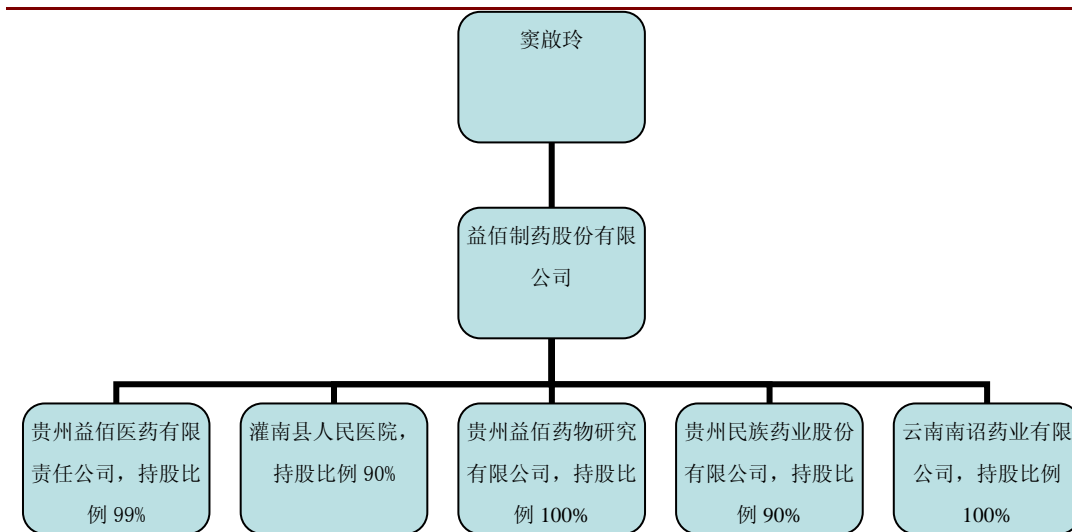 窦啟玲
益佰制药股份有限
公司
贵州益佰医药有限
责任公司，持股比
例 99%
灌南县人民医院，
持股比例 90%
贵州益佰药物研究
有限公司，持股比
例 100%
贵州民族药业股份
有限公司，持股比
例 90%
云南南诏药业有限
公司，持股比例
100%